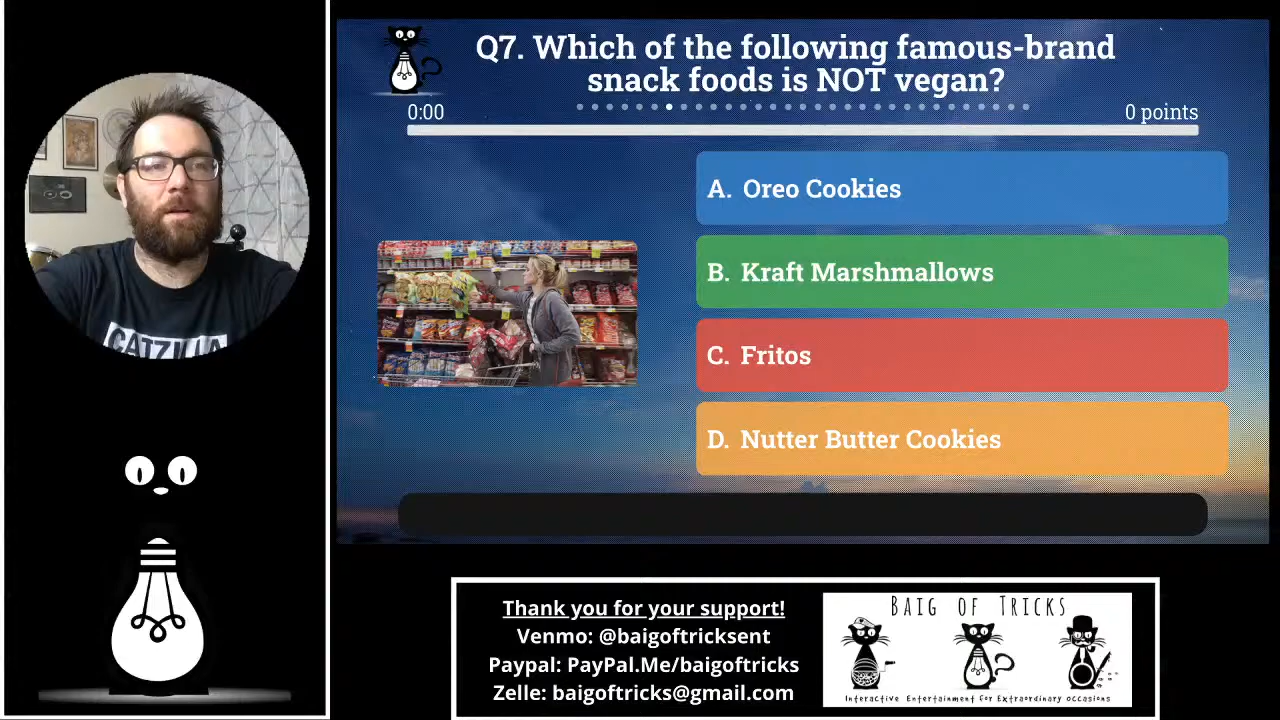 Q7. Which of the following famous-brand
snack foods is NOT vegan?
0:00
0 points
A. Oreo Cookies
B. Kraft Marshmallows
C. Fritos
D. Nutter Butter Cookies
CATZILLA
Thank you for your support!
Venmo: @baigoftricksent
Paypal: PayPal.Me/baigoftricks
Zelle: baigoftricks@gmail.com
BAIG OF TRICKS
Interactive Entertainment for Extraordinary occasions